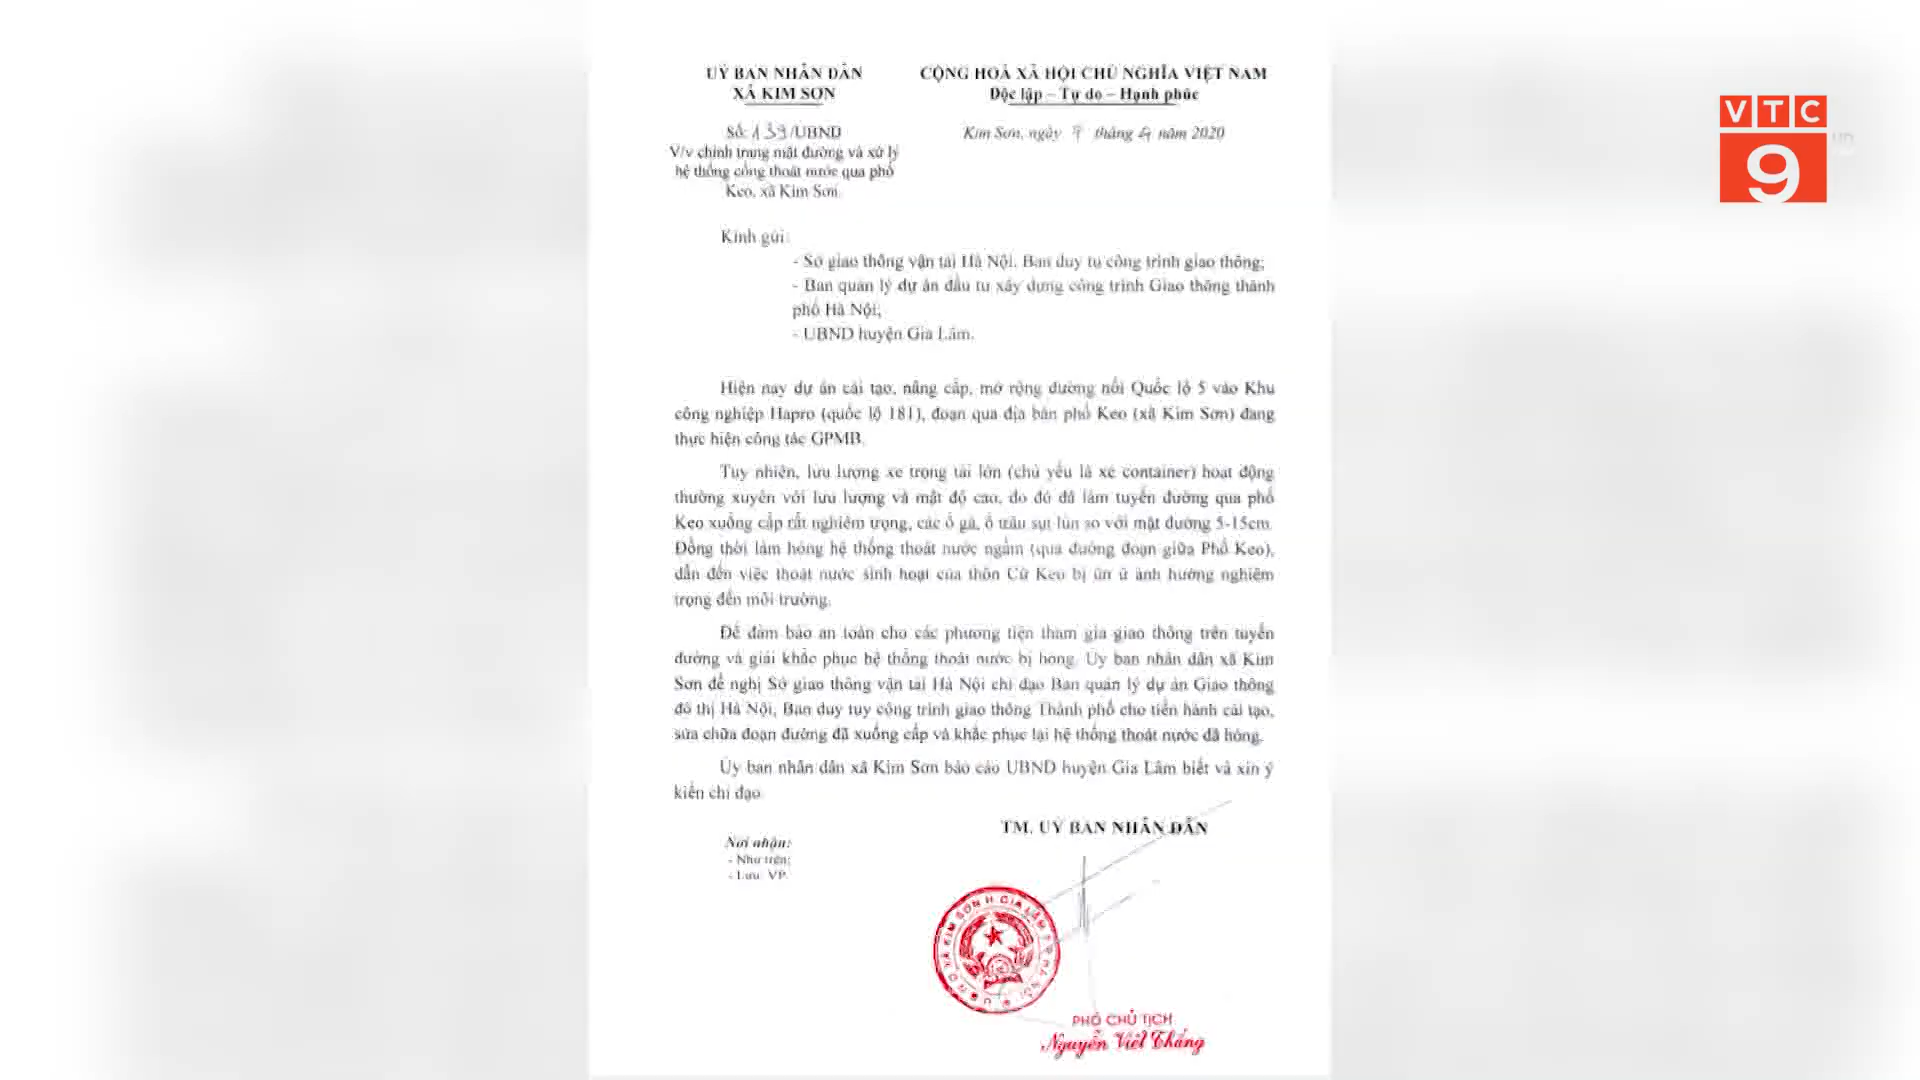 UỶ BAN NHÂN DÂN
XÃ KIM SƠN
CỘNG HOÀ XÃ HỘI CHỦ NGHĨA VIỆT NAM
Độc lập – Tự do – Hạnh phúc
Số: 139/UBND
V/v chỉnh trang mặt đường và xử lý
hệ thống cống thoát nước qua phố
Keo, xã Kim Sơn.
Kim Sơn, ngày 7 tháng 4 năm 2020
VTC
9
Kính gửi:
- Sở giao thông vận tải Hà Nội. Ban duy tu công trình giao thông;
- Ban quản lý dự án đầu tư xây dựng công trình Giao thông thành
phố Hà Nội;
- UBND huyện Gia Lâm.
Hiện nay dự án cải tạo, nâng cấp, mở rộng đường nối Quốc lộ 5 vào Khu
công nghiệp Hapro (quốc lộ 181), đoạn qua địa bàn phố Keo (xã Kim Sơn) đang
thực hiện công tác GPMB.
Tuy nhiên, lưu lượng xe trọng tải lớn (chủ yếu là xe container) hoạt động
thường xuyên với lưu lượng và mật độ cao, do đó đã làm tuyến đường qua phố
Keo xuống cấp rất nghiêm trọng, các ổ gà, ổ trâu sụt lún so với mặt đường 5-15cm.
Đồng thời làm hỏng hệ thống thoát nước ngầm (qua đường đoạn giữa Phố Keo),
dẫn đến việc thoát nước sinh hoạt của thôn Cừ Keo bị ùn ứ ảnh hưởng nghiêm
trọng đến môi trường.
Để đảm bảo an toàn cho các phương tiện tham gia giao thông trên tuyến
đường và giải khắc phục hệ thống thoát nước bị hỏng. Ủy ban nhân dân xã Kim
Sơn đề nghị Sở giao thông vận tải Hà Nội chỉ đạo Ban quản lý dự án Giao thông
đô thị Hà Nội, Ban duy tuy công trình giao thông Thành phố cho tiến hành cải tạo,
sửa chữa đoạn đường đã xuống cấp và khắc phục lại hệ thống thoát nước đã hỏng.
Ủy ban nhân dân xã Kim Sơn báo cáo UBND huyện Gia Lâm biết và xin ý
kiến chỉ đạo.
Nơi nhận:
- Như trên;
- Lưu: VP.
TM. UỶ BAN NHÂN DÂN
U.B.N.D XÃ KIM SƠN H.GIA LÂM T.P HÀ NỘI
PHÓ CHỦ TỊCH
Nguyễn Viết Thắng